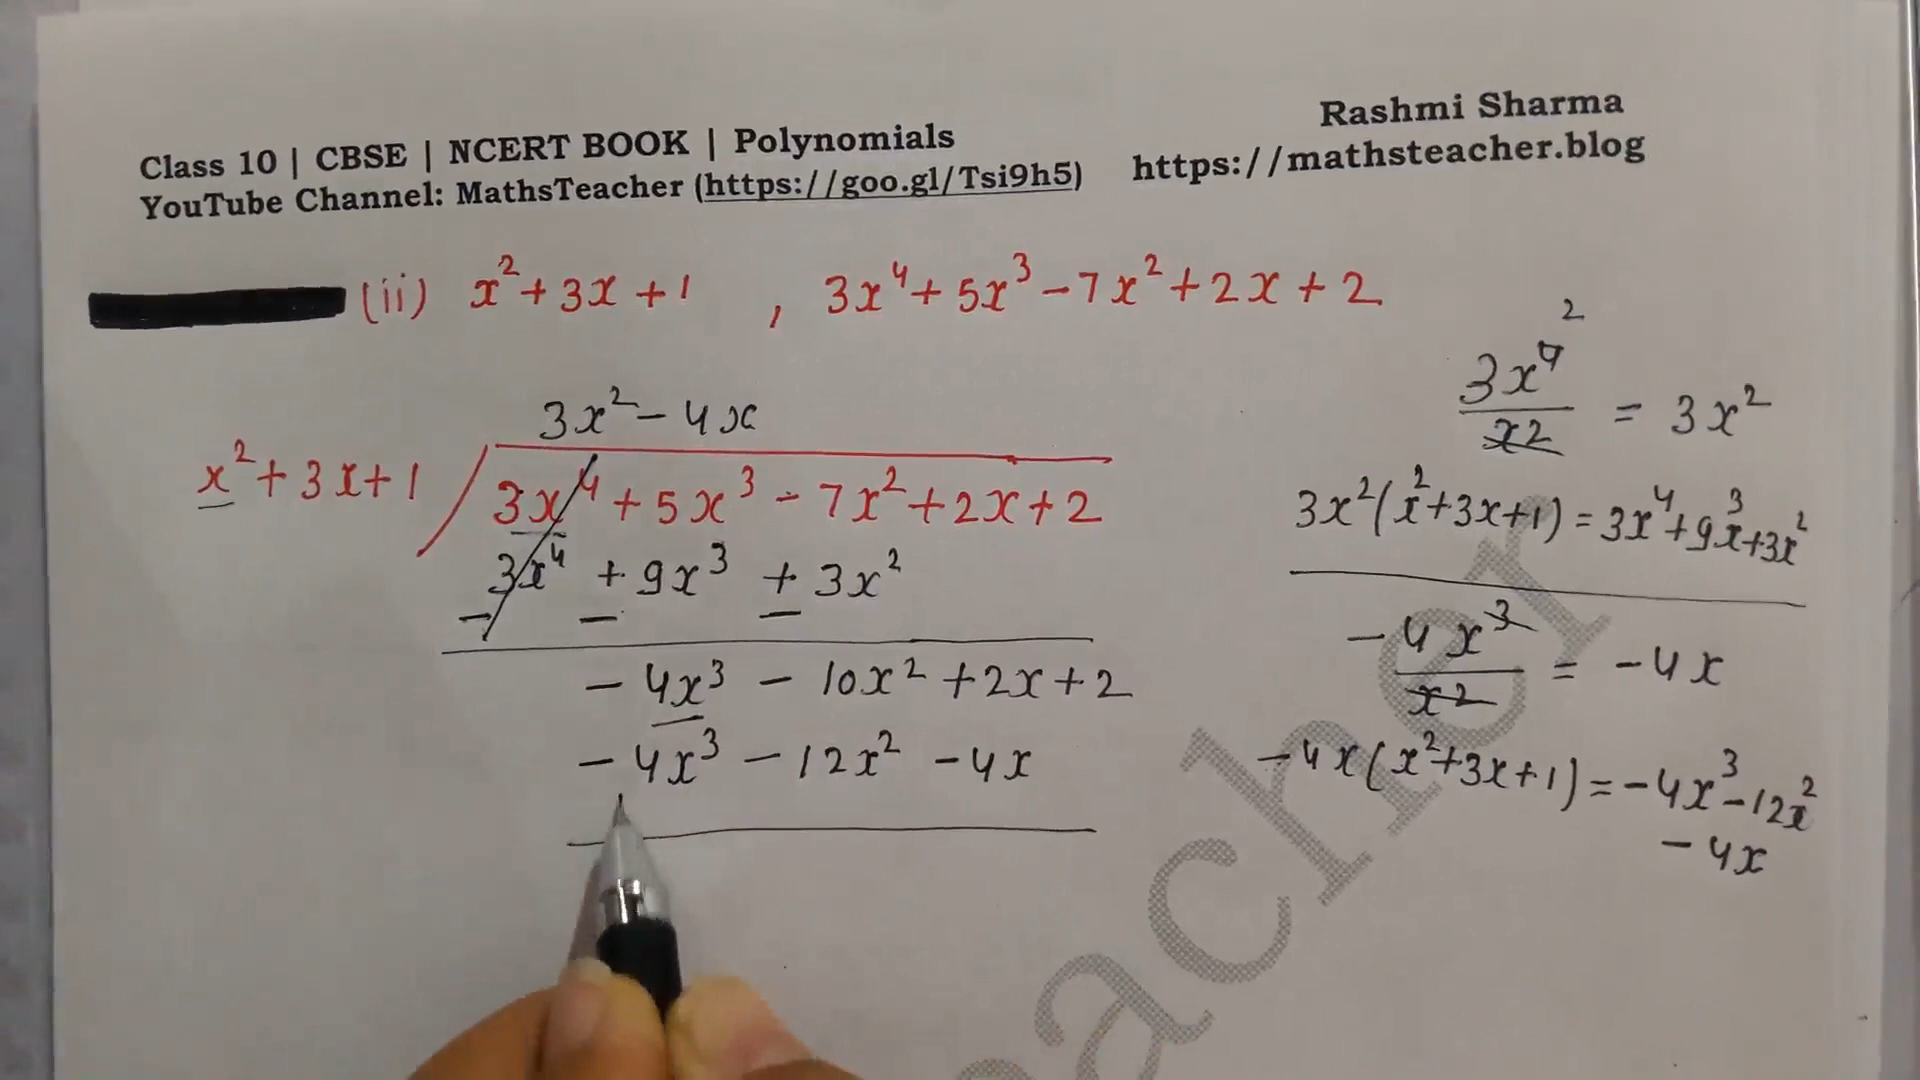 Class 10 | CBSE | NCERT BOOK | Polynomials
YouTube Channel: MathsTeacher (https://goo.gl/Tsi9h5)
Rashmi Sharma
https://mathsteacher.blog
(ii) x² + 3x + 1 , 3x⁴ + 5x³ - 7x² + 2x + 2
3x² - 4x
x² + 3x + 1
3x⁴ + 5x³ - 7x² + 2x + 2
3x⁴ + 9x³ + 3x²
- - -
- 4x³ - 10x² + 2x + 2
- 4x³ - 12x² - 4x
2
3x⁴
x2 = 3x²
3x²(x²+3x+1) = 3x⁴+9x³+3x²
- 4x³
x2 = -4x
-4x(x²+3x+1) = -4x³-12x²
- 4x
acher